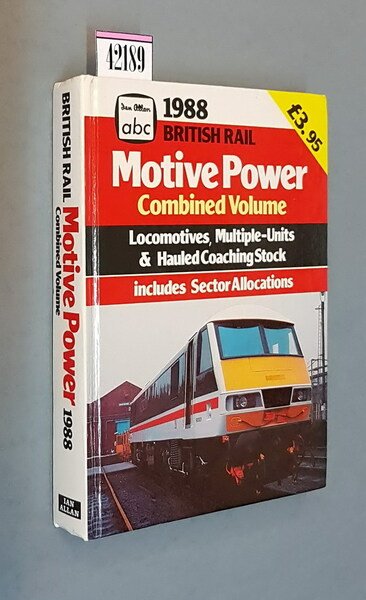 42189
Ian Allan
abc
1988
BRITISH RAIL
£3.95
Motive Power
Combined Volume
Locomotives, Multiple-Units
& Hauled Coaching Stock
includes Sector Allocations
BRITISH RAIL
Motive Power 1988
Combined Volume
IAN
ALLAN